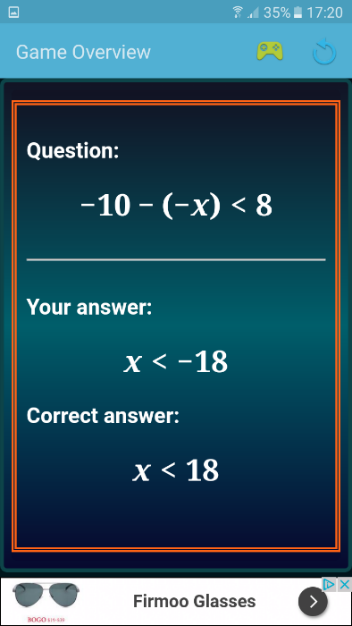 35% 17:20
Game Overview
Question:
−10 − (−x) < 8
Your answer:
x < −18
Correct answer:
x < 18
Firmoo Glasses